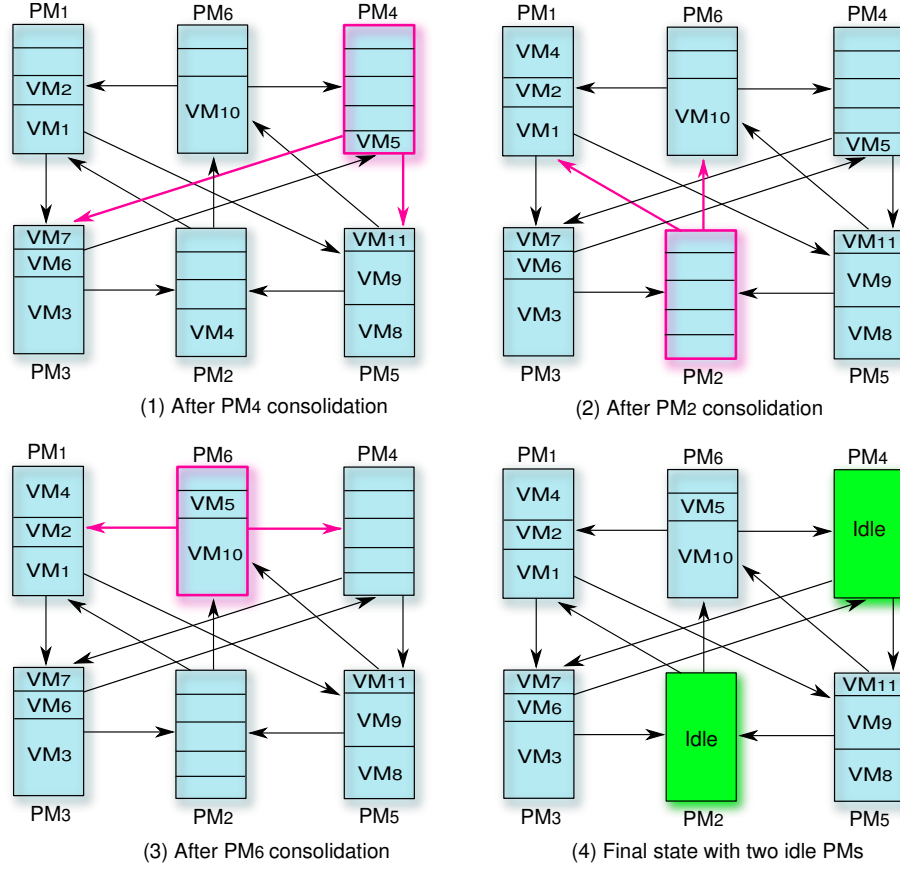 PM1
PM6
PM4
VM2
VM1
VM10
VM5
VM7
VM6
VM3
VM4
VM11
VM9
VM8
PM3
PM2
PM5
(1) After PM4 consolidation
PM1
PM6
PM4
VM4
VM2
VM1
VM10
VM5
VM7
VM6
VM3
VM11
VM9
VM8
PM3
PM2
PM5
(2) After PM2 consolidation
PM1
PM6
PM4
VM4
VM2
VM1
VM5
VM10
VM7
VM6
VM3
VM11
VM9
VM8
PM3
PM2
PM5
(3) After PM6 consolidation
PM1
PM6
PM4
VM4
VM2
VM1
VM5
VM10
Idle
VM7
VM6
VM3
Idle
VM11
VM9
VM8
PM3
PM2
PM5
(4) Final state with two idle PMs